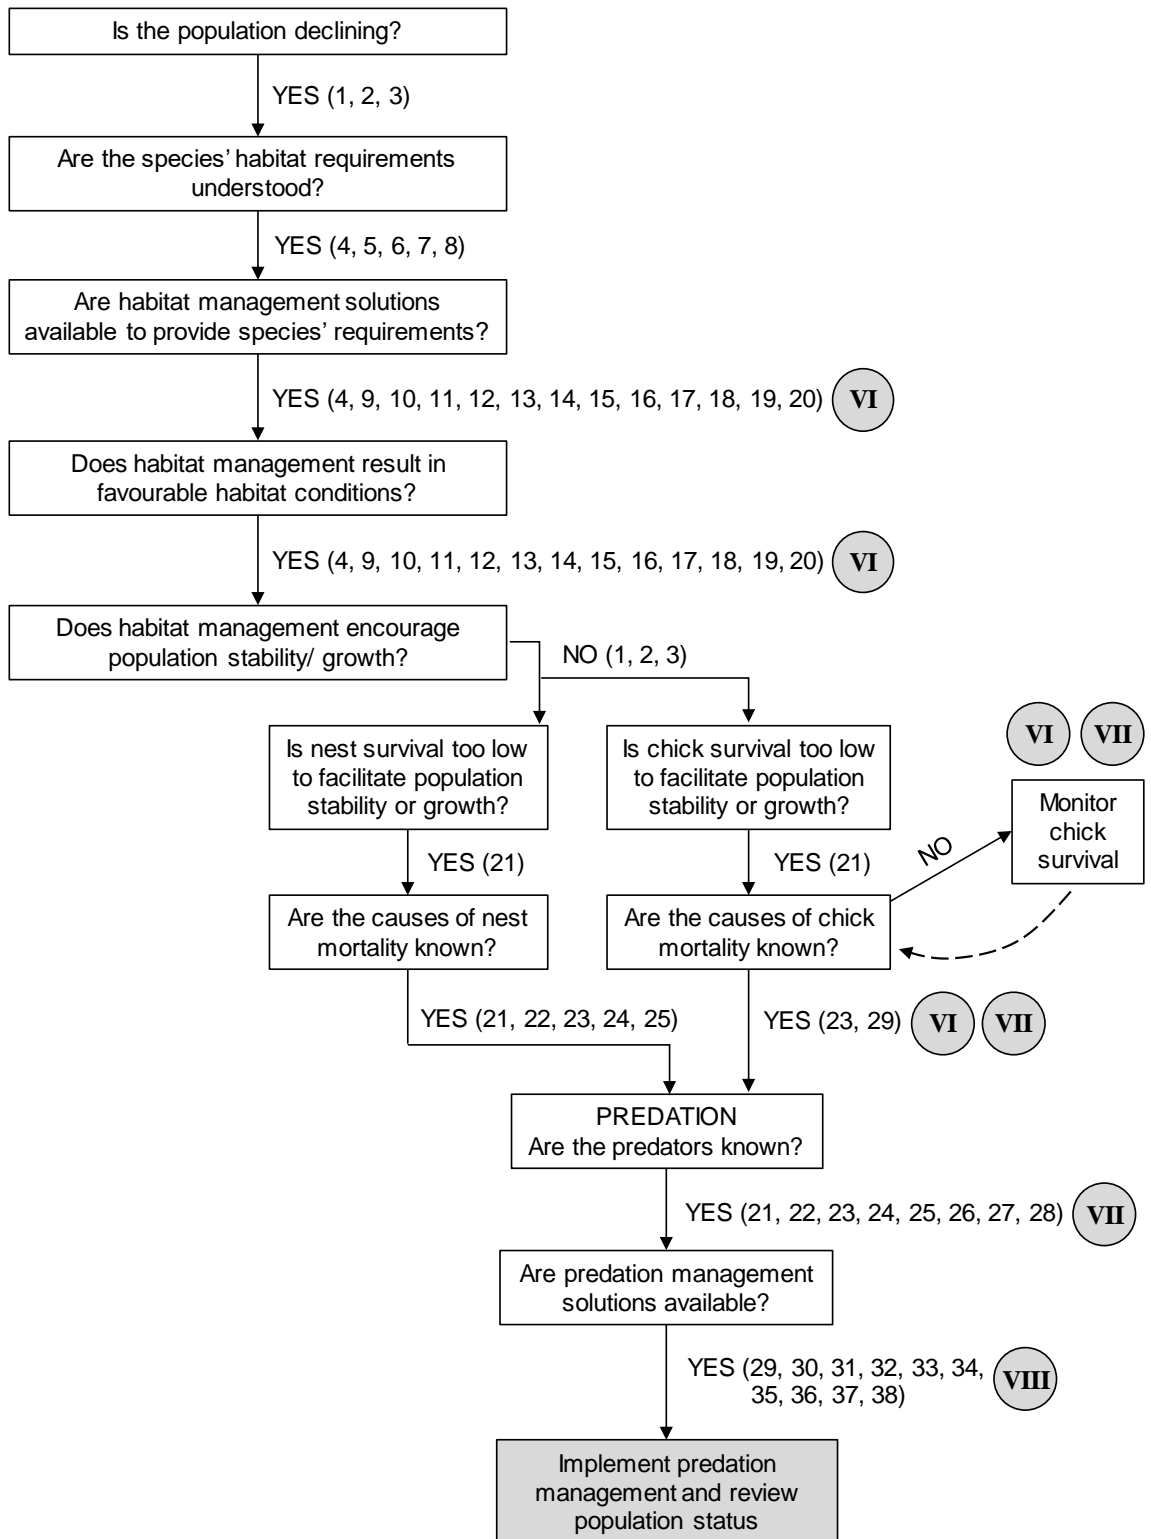 Is the population declining?
YES (1, 2, 3)
Are the species’ habitat requirements
understood?
YES (4, 5, 6, 7, 8)
Are habitat management solutions
available to provide species’ requirements?
YES (4, 9, 10, 11, 12, 13, 14, 15, 16, 17, 18, 19, 20)
VI
Does habitat management result in
favourable habitat conditions?
YES (4, 9, 10, 11, 12, 13, 14, 15, 16, 17, 18, 19, 20)
VI
Does habitat management encourage
population stability/ growth?
NO (1, 2, 3)
Is nest survival too low
to facilitate population
stability or growth?
Is chick survival too low
to facilitate population
stability or growth?
VI
VII
Monitor
chick
survival
YES (21)
YES (21)
NO
Are the causes of nest
mortality known?
Are the causes of chick
mortality known?
YES (21, 22, 23, 24, 25)
YES (23, 29)
VI
VII
PREDATION
Are the predators known?
YES (21, 22, 23, 24, 25, 26, 27, 28)
VII
Are predation management
solutions available?
YES (29, 30, 31, 32, 33, 34,
35, 36, 37, 38)
VIII
Implement predation
management and review
population status